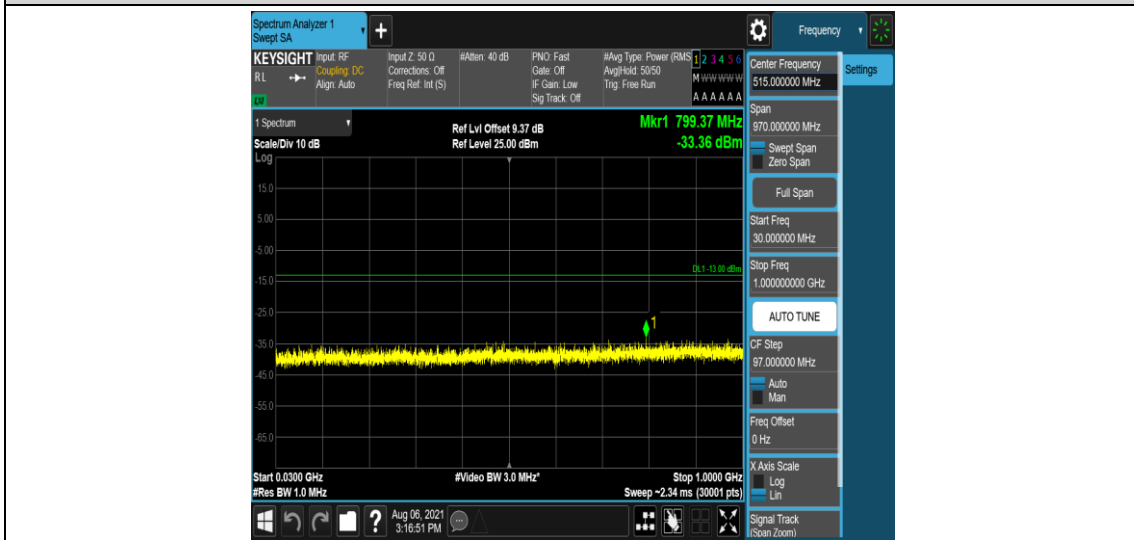 Spectrum Analyzer 1
Swept SA
+
Frequency
KEYSIGHT
RL
LXI
Input: RF
Coupling: DC
Align: Auto
Input Z: 50 Ω
Corrections: Off
Freq Ref: Int (S)
#Atten: 40 dB
PNO: Fast
Gate: Off
IF Gain: Low
Sig Track: Off
#Avg Type: Power (RMS
Avg|Hold: 50/50
Trig: Free Run
1 2 3 4 5 6
M W W W W W
A A A A A A
1 Spectrum
Scale/Div 10 dB
Log
Ref Lvl Offset 9.37 dB
Ref Level 25.00 dBm
Mkr1 799.37 MHz
-33.36 dBm
15.0
5.00
-5.00
DL1 -13.00 dBm
-15.0
-25.0
1
-35.0
-45.0
-55.0
-65.0
Start 0.0300 GHz
#Res BW 1.0 MHz
#Video BW 3.0 MHz*
Stop 1.0000 GHz
Sweep ~2.34 ms (30001 pts)
Center Frequency
515.000000 MHz
Settings
Span
970.000000 MHz
Swept Span
Zero Span
Full Span
Start Freq
30.000000 MHz
Stop Freq
1.000000000 GHz
AUTO TUNE
CF Step
97.000000 MHz
Auto
Man
Freq Offset
0 Hz
X Axis Scale
Log
Lin
Signal Track
(Span Zoom)
?
Aug 06, 2021
3:16:51 PM